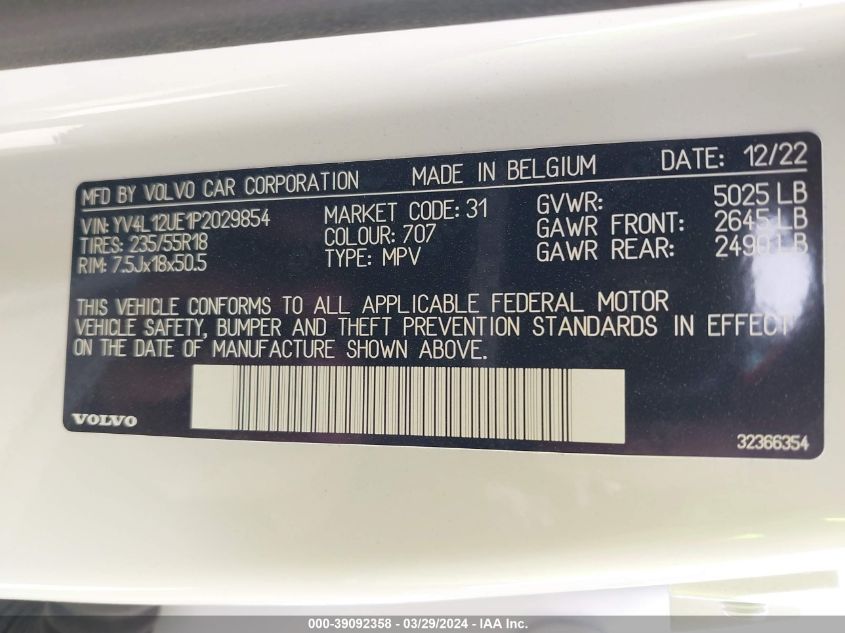 MFD BY VOLVO CAR CORPORATION MADE IN BELGIUM DATE: 12/22
VIN: YV4L12UE1P2029854 MARKET CODE: 31 GVWR: 5025 LB
TIRES: 235/55R18 COLOUR: 707 GAWR FRONT: 2645 LB
RIM: 7.5Jx18x50.5 TYPE: MPV GAWR REAR: 2490 LB
THIS VEHICLE CONFORMS TO ALL APPLICABLE FEDERAL MOTOR
VEHICLE SAFETY, BUMPER AND THEFT PREVENTION STANDARDS IN EFFECT
ON THE DATE OF MANUFACTURE SHOWN ABOVE.
VOLVO
32366354
000-39092358 - 03/29/2024 - IAA Inc.